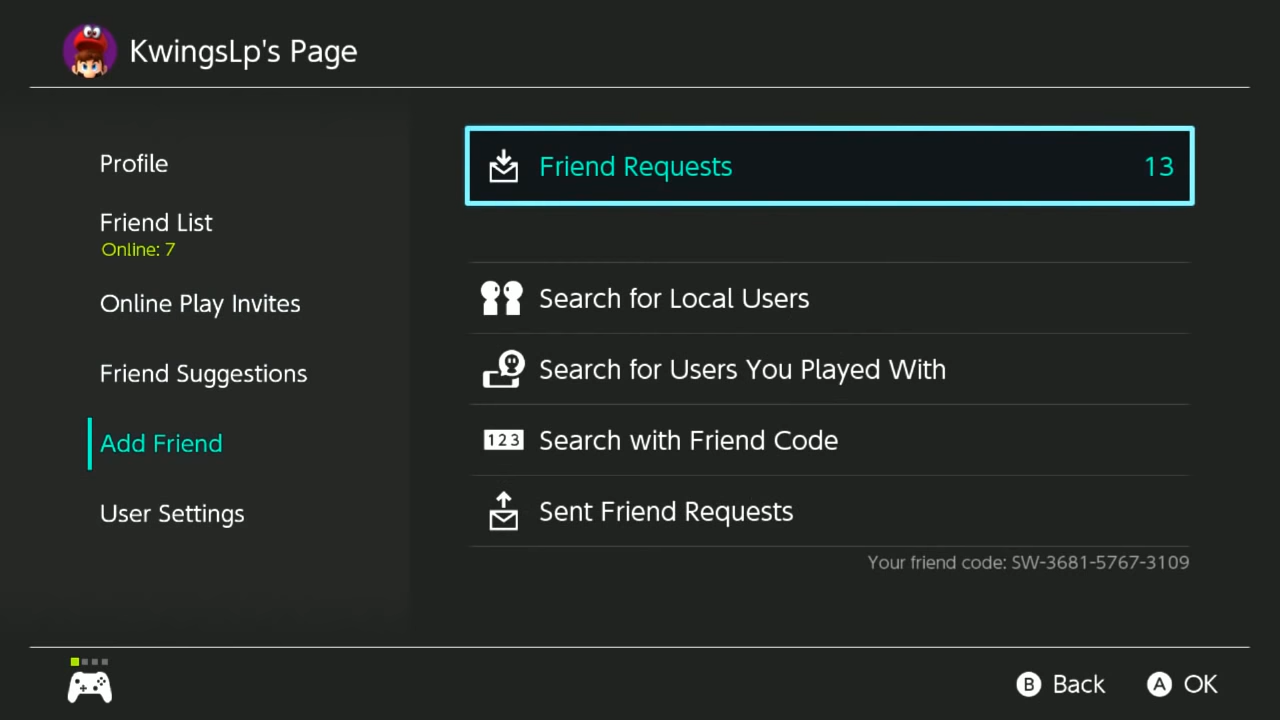 KwingsLp's Page
Profile
Friend List
Online: 7
Online Play Invites
Friend Suggestions
Add Friend
User Settings
Friend Requests 13
Search for Local Users
Search for Users You Played With
123 Search with Friend Code
Sent Friend Requests
Your friend code: SW-3681-5767-3109
B Back A OK